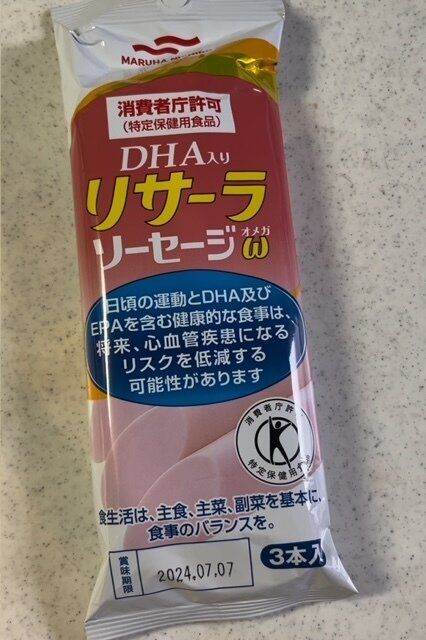 MARUHA NICHIRO
消費者庁許可
(特定保健用食品)
DHA入り
リサーラ
ソーセージω
オメガ
日頃の運動とDHA及び
EPAを含む健康的な食事は、
将来、心血管疾患になる
リスクを低減する
可能性があります
消費者庁許可
特定保健用食品
食生活は、主食、主菜、副菜を基本に、
食事のバランスを。
賞味期限
2024.07.07
3本入